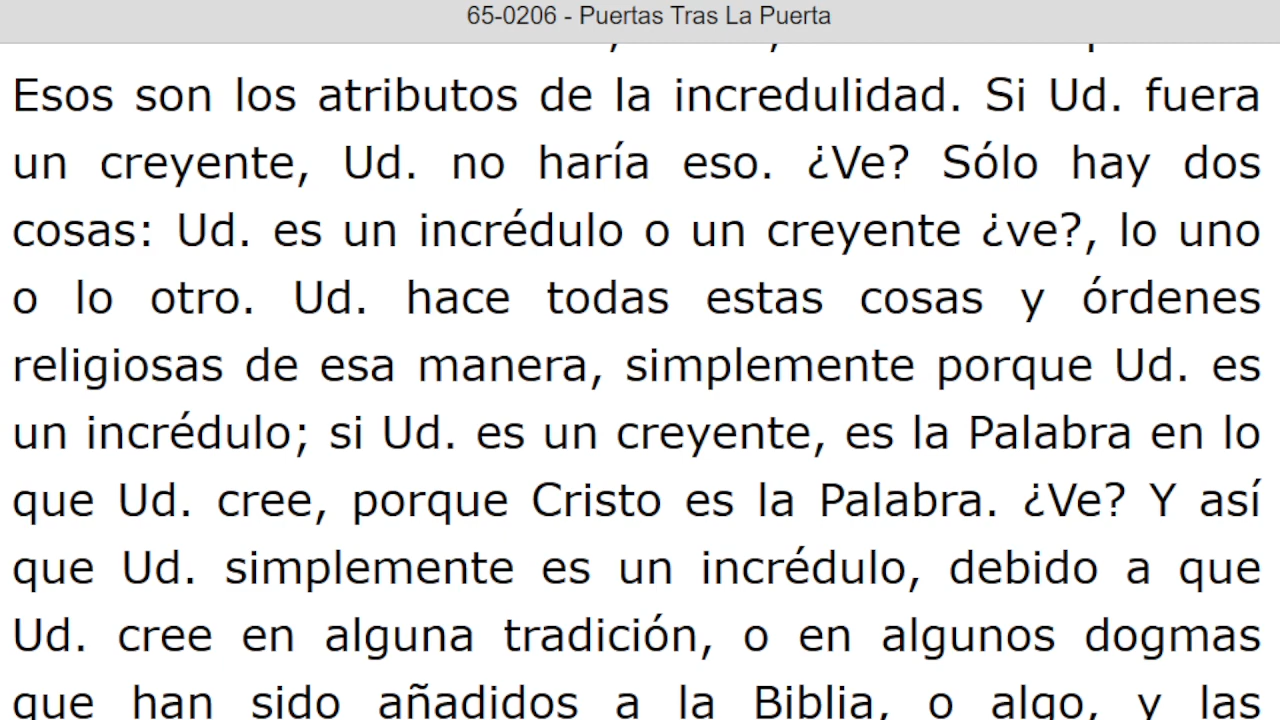 65-0206 - Puertas Tras La Puerta
Esos son los atributos de la incredulidad. Si Ud. fuera
un creyente, Ud. no haría eso. ¿Ve? Sólo hay dos
cosas: Ud. es un incrédulo o un creyente ¿ve?, lo uno
o lo otro. Ud. hace todas estas cosas y órdenes
religiosas de esa manera, simplemente porque Ud. es
un incrédulo; si Ud. es un creyente, es la Palabra en lo
que Ud. cree, porque Cristo es la Palabra. ¿Ve? Y así
que Ud. simplemente es un incrédulo, debido a que
Ud. cree en alguna tradición, o en algunos dogmas
que han sido añadidos a la Biblia, o algo, y las